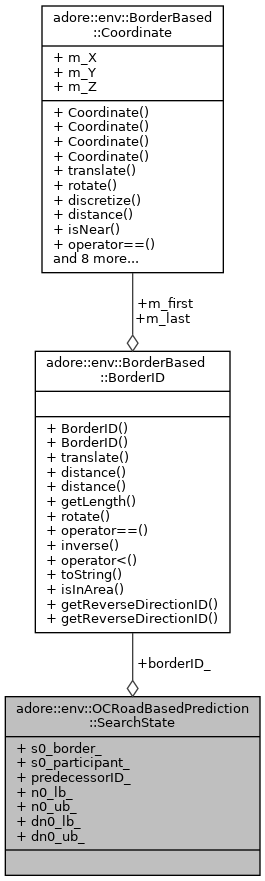 adore::env::BorderBased
::Coordinate
+ m_X
+ m_Y
+ m_Z
+ Coordinate()
+ Coordinate()
+ Coordinate()
+ Coordinate()
+ translate()
+ rotate()
+ discretize()
+ distance()
+ isNear()
+ operator==()
and 8 more...
+m_first
+m_last
adore::env::BorderBased
::BorderID
+ BorderID()
+ BorderID()
+ translate()
+ distance()
+ distance()
+ getLength()
+ rotate()
+ operator==()
+ inverse()
+ operator<()
+ toString()
+ isInArea()
+ getReverseDirectionID()
+ getReverseDirectionID()
+borderID_
adore::env::OCRoadBasedPrediction
::SearchState
+ s0_border_
+ s0_participant_
+ predecessorID_
+ n0_lb_
+ n0_ub_
+ dn0_lb_
+ dn0_ub_